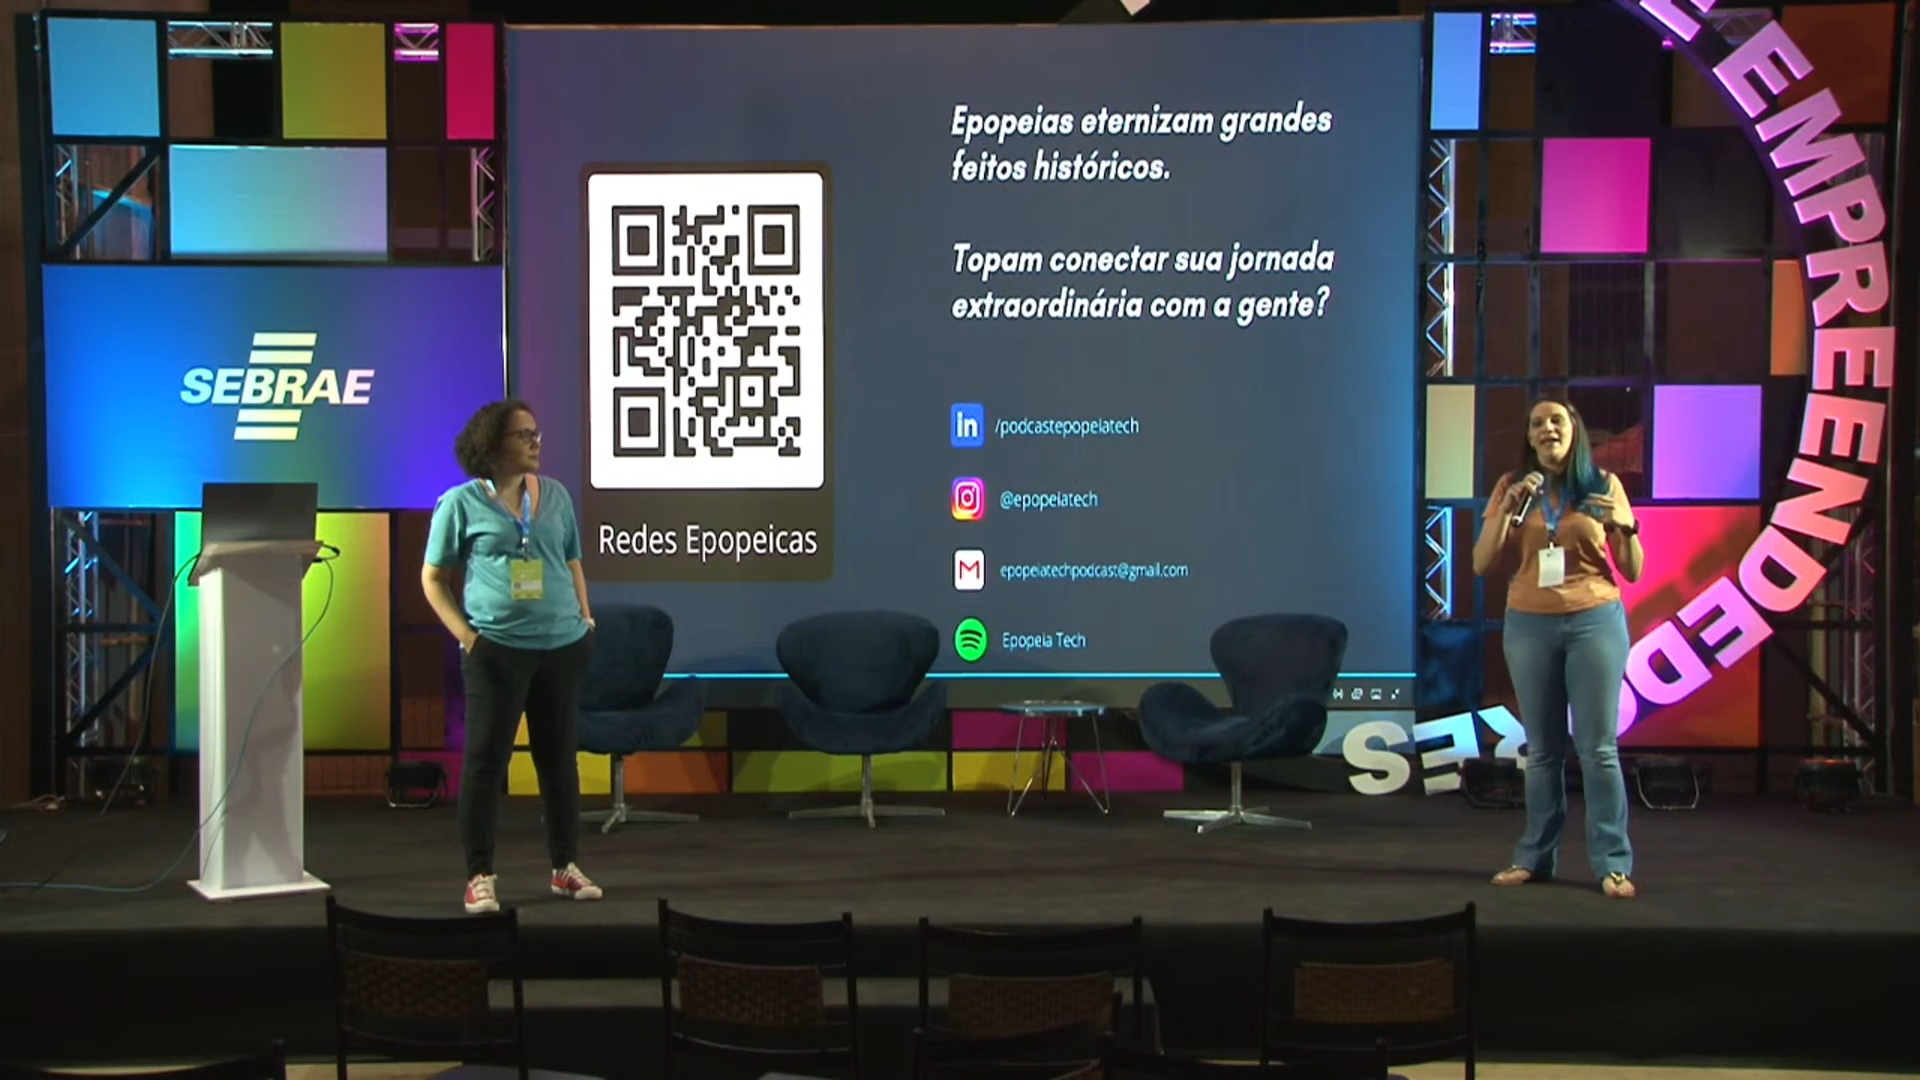 SEBRAE
Redes Epopeicas
Epopeias eternizam grandes
feitos históricos.
Topam conectar sua jornada
extraordinária com a gente?
/podcastepopeiatech
@epopeiatech
epopeiatechpodcast@gmail.com
Epopeia Tech
EMPREENDEDORES